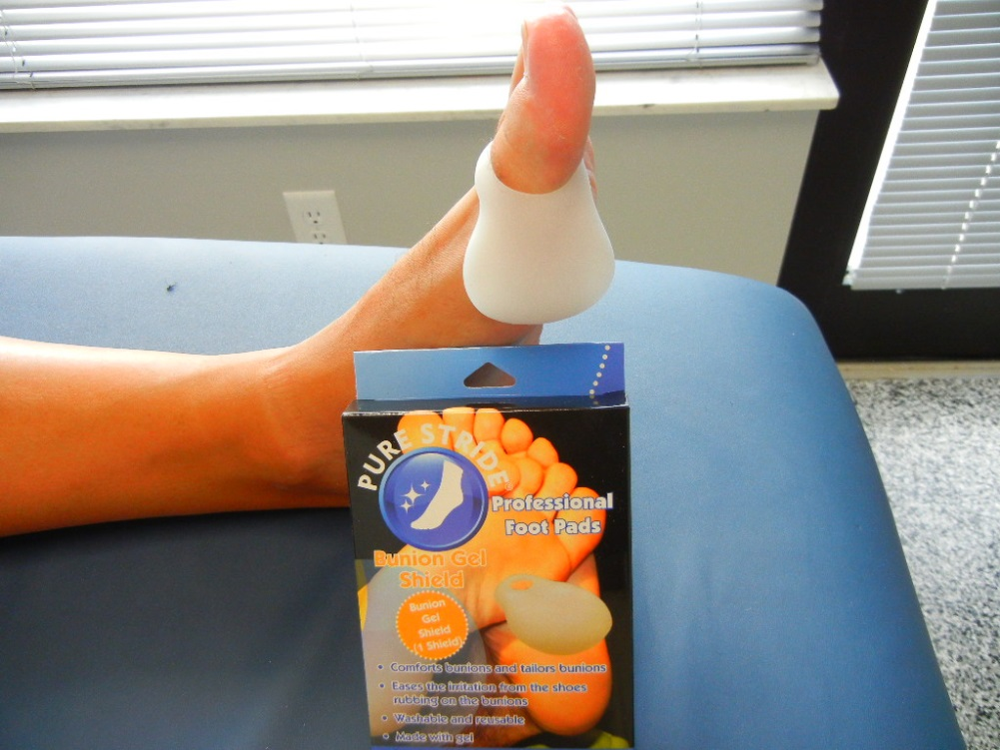 PURE STRIDE®
Professional
Foot Pads
Bunion Gel
Shield
Bunion
Gel
Shield
(1 Shield)
• Comforts bunions and tailors bunions
• Eases the irritation from the shoes
rubbing on the bunions
• Washable and reusable
• Made with gel